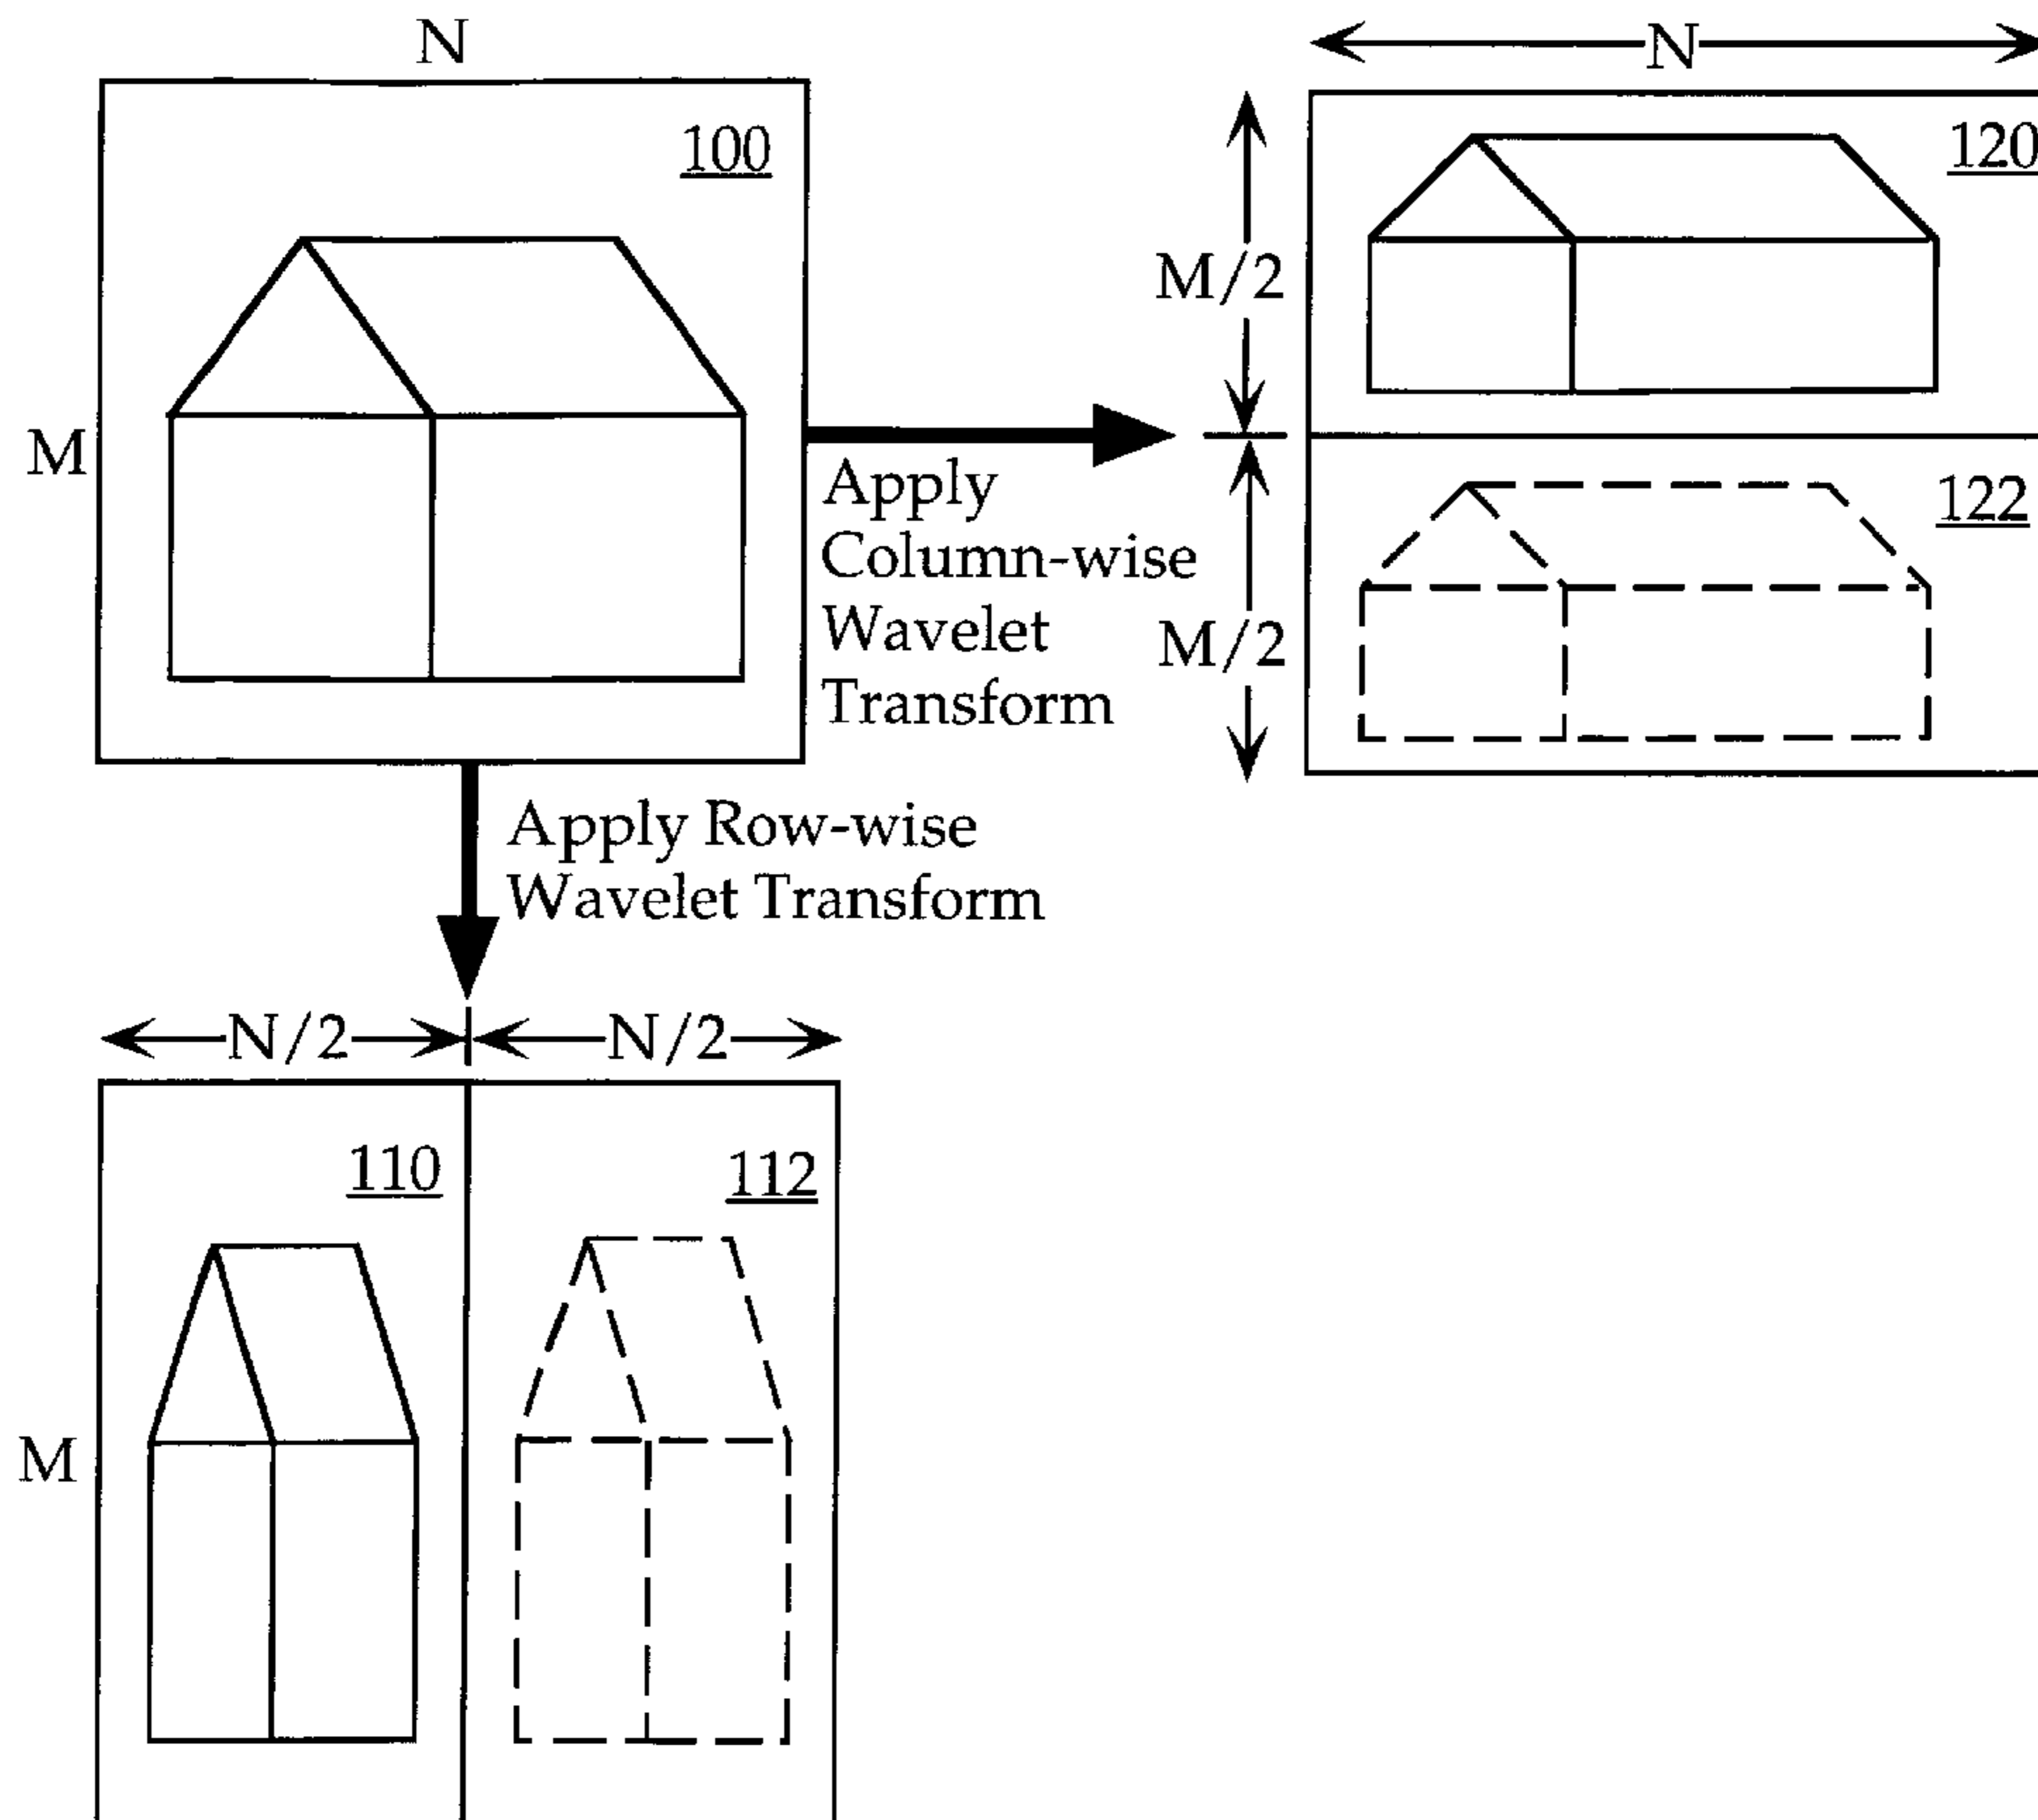 N
100
M
Apply
Column-wise
Wavelet
Transform
N
M/2
120
M/2
122
Apply Row-wise
Wavelet Transform
N/2 N/2
110 112
M